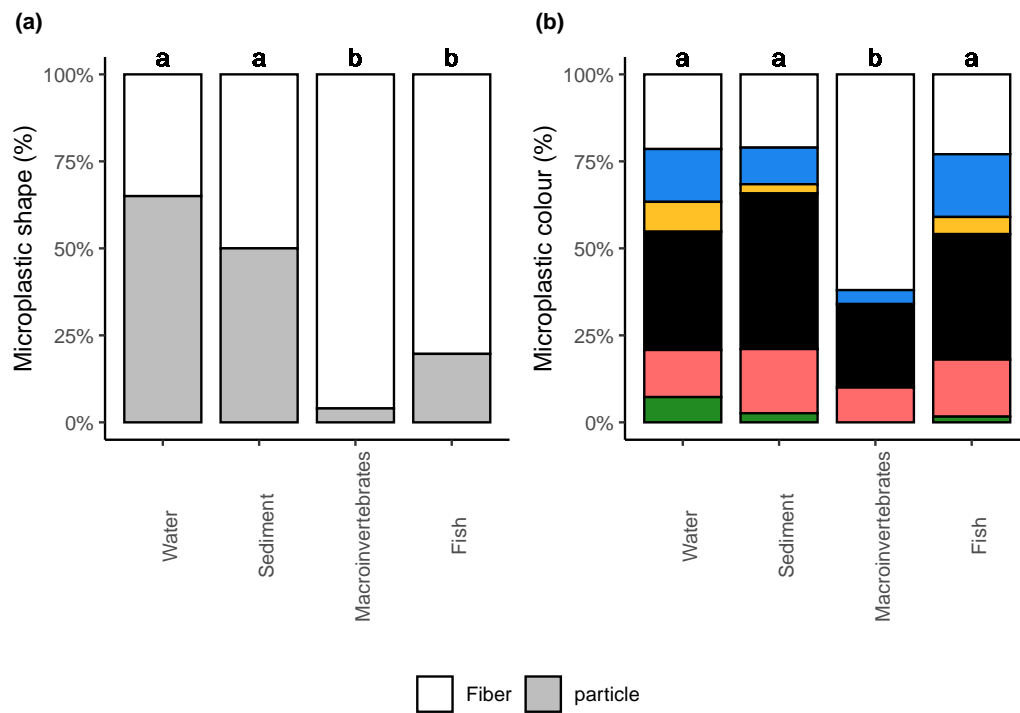 (a)
Microplastic shape (%)
100%
75%
50%
25%
0%
a a b b
Water
Sediment
Macroinvertebrates
Fish
(b)
Microplastic colour (%)
100%
75%
50%
25%
0%
a a b a
Water
Sediment
Macroinvertebrates
Fish
Fiber particle